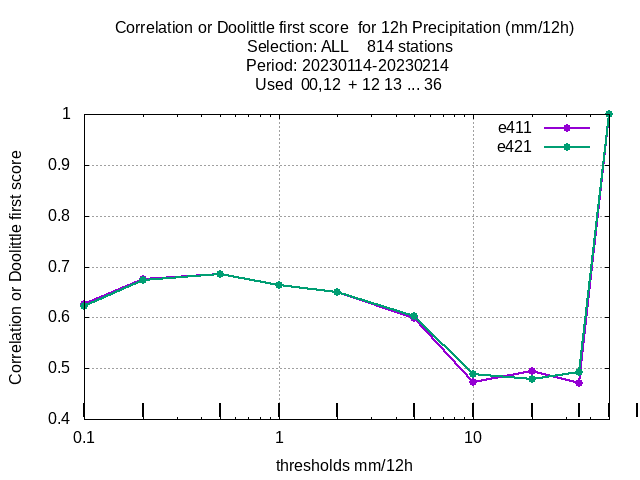 Correlation or Doolittle first score  for 12h Precipitation (mm/12h)
Selection: ALL    814 stations
Period: 20230114-20230214
Used  00,12  + 12 13 ... 36
e411
e421
Correlation or Doolittle first score
1
0.9
0.8
0.7
0.6
0.5
0.4
0.1
1
10
thresholds mm/12h